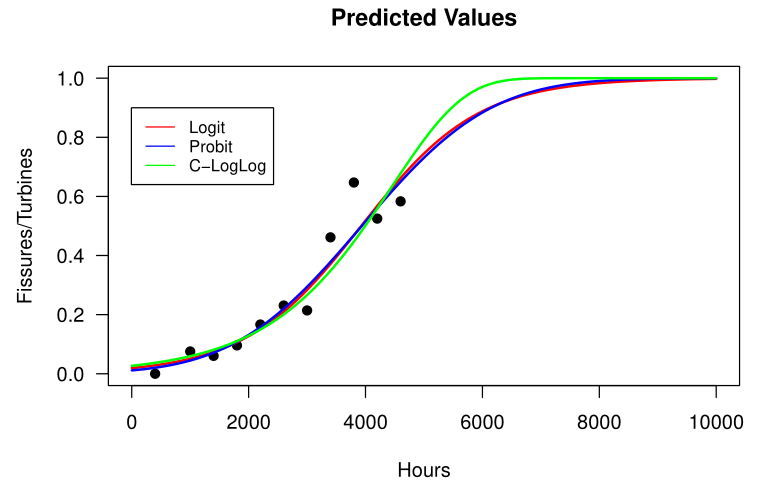 Predicted Values
Fissures/Turbines
1.0
0.8
0.6
0.4
0.2
0.0
Logit
Probit
C−LogLog
0 2000 4000 6000 8000 10000
Hours